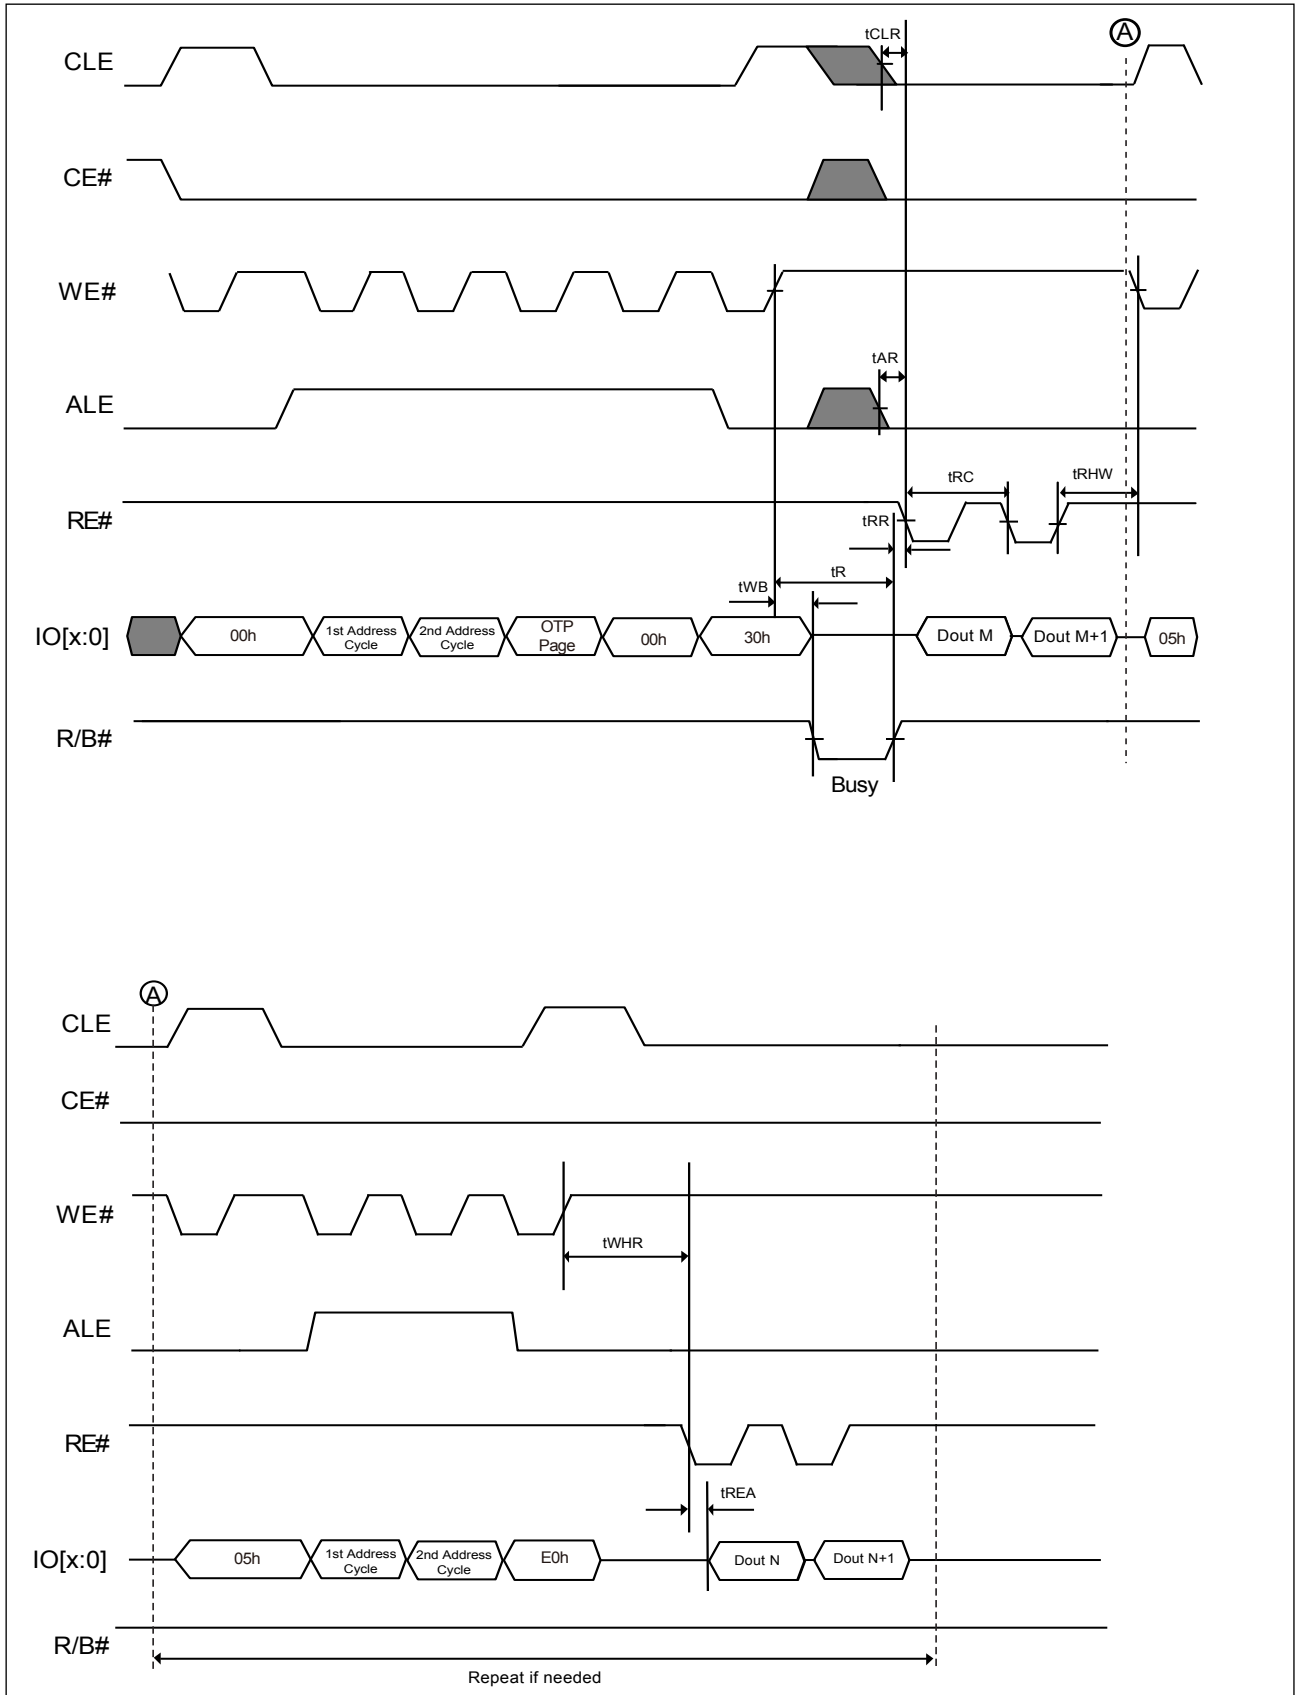 A
tCLR
CLE
CE#
WE#
tAR
ALE
tRC
tRHW
RE#
tRR
tR
tWB
IO[x:0]
00h
1st Address
Cycle
2nd Address
Cycle
OTP
Page
00h
30h
Dout M
Dout M+1
05h
R/B#
Busy
A
CLE
CE#
WE#
tWHR
ALE
RE#
tREA
IO[x:0]
05h
1st Address
Cycle
2nd Address
Cycle
E0h
Dout N
Dout N+1
R/B#
Repeat if needed